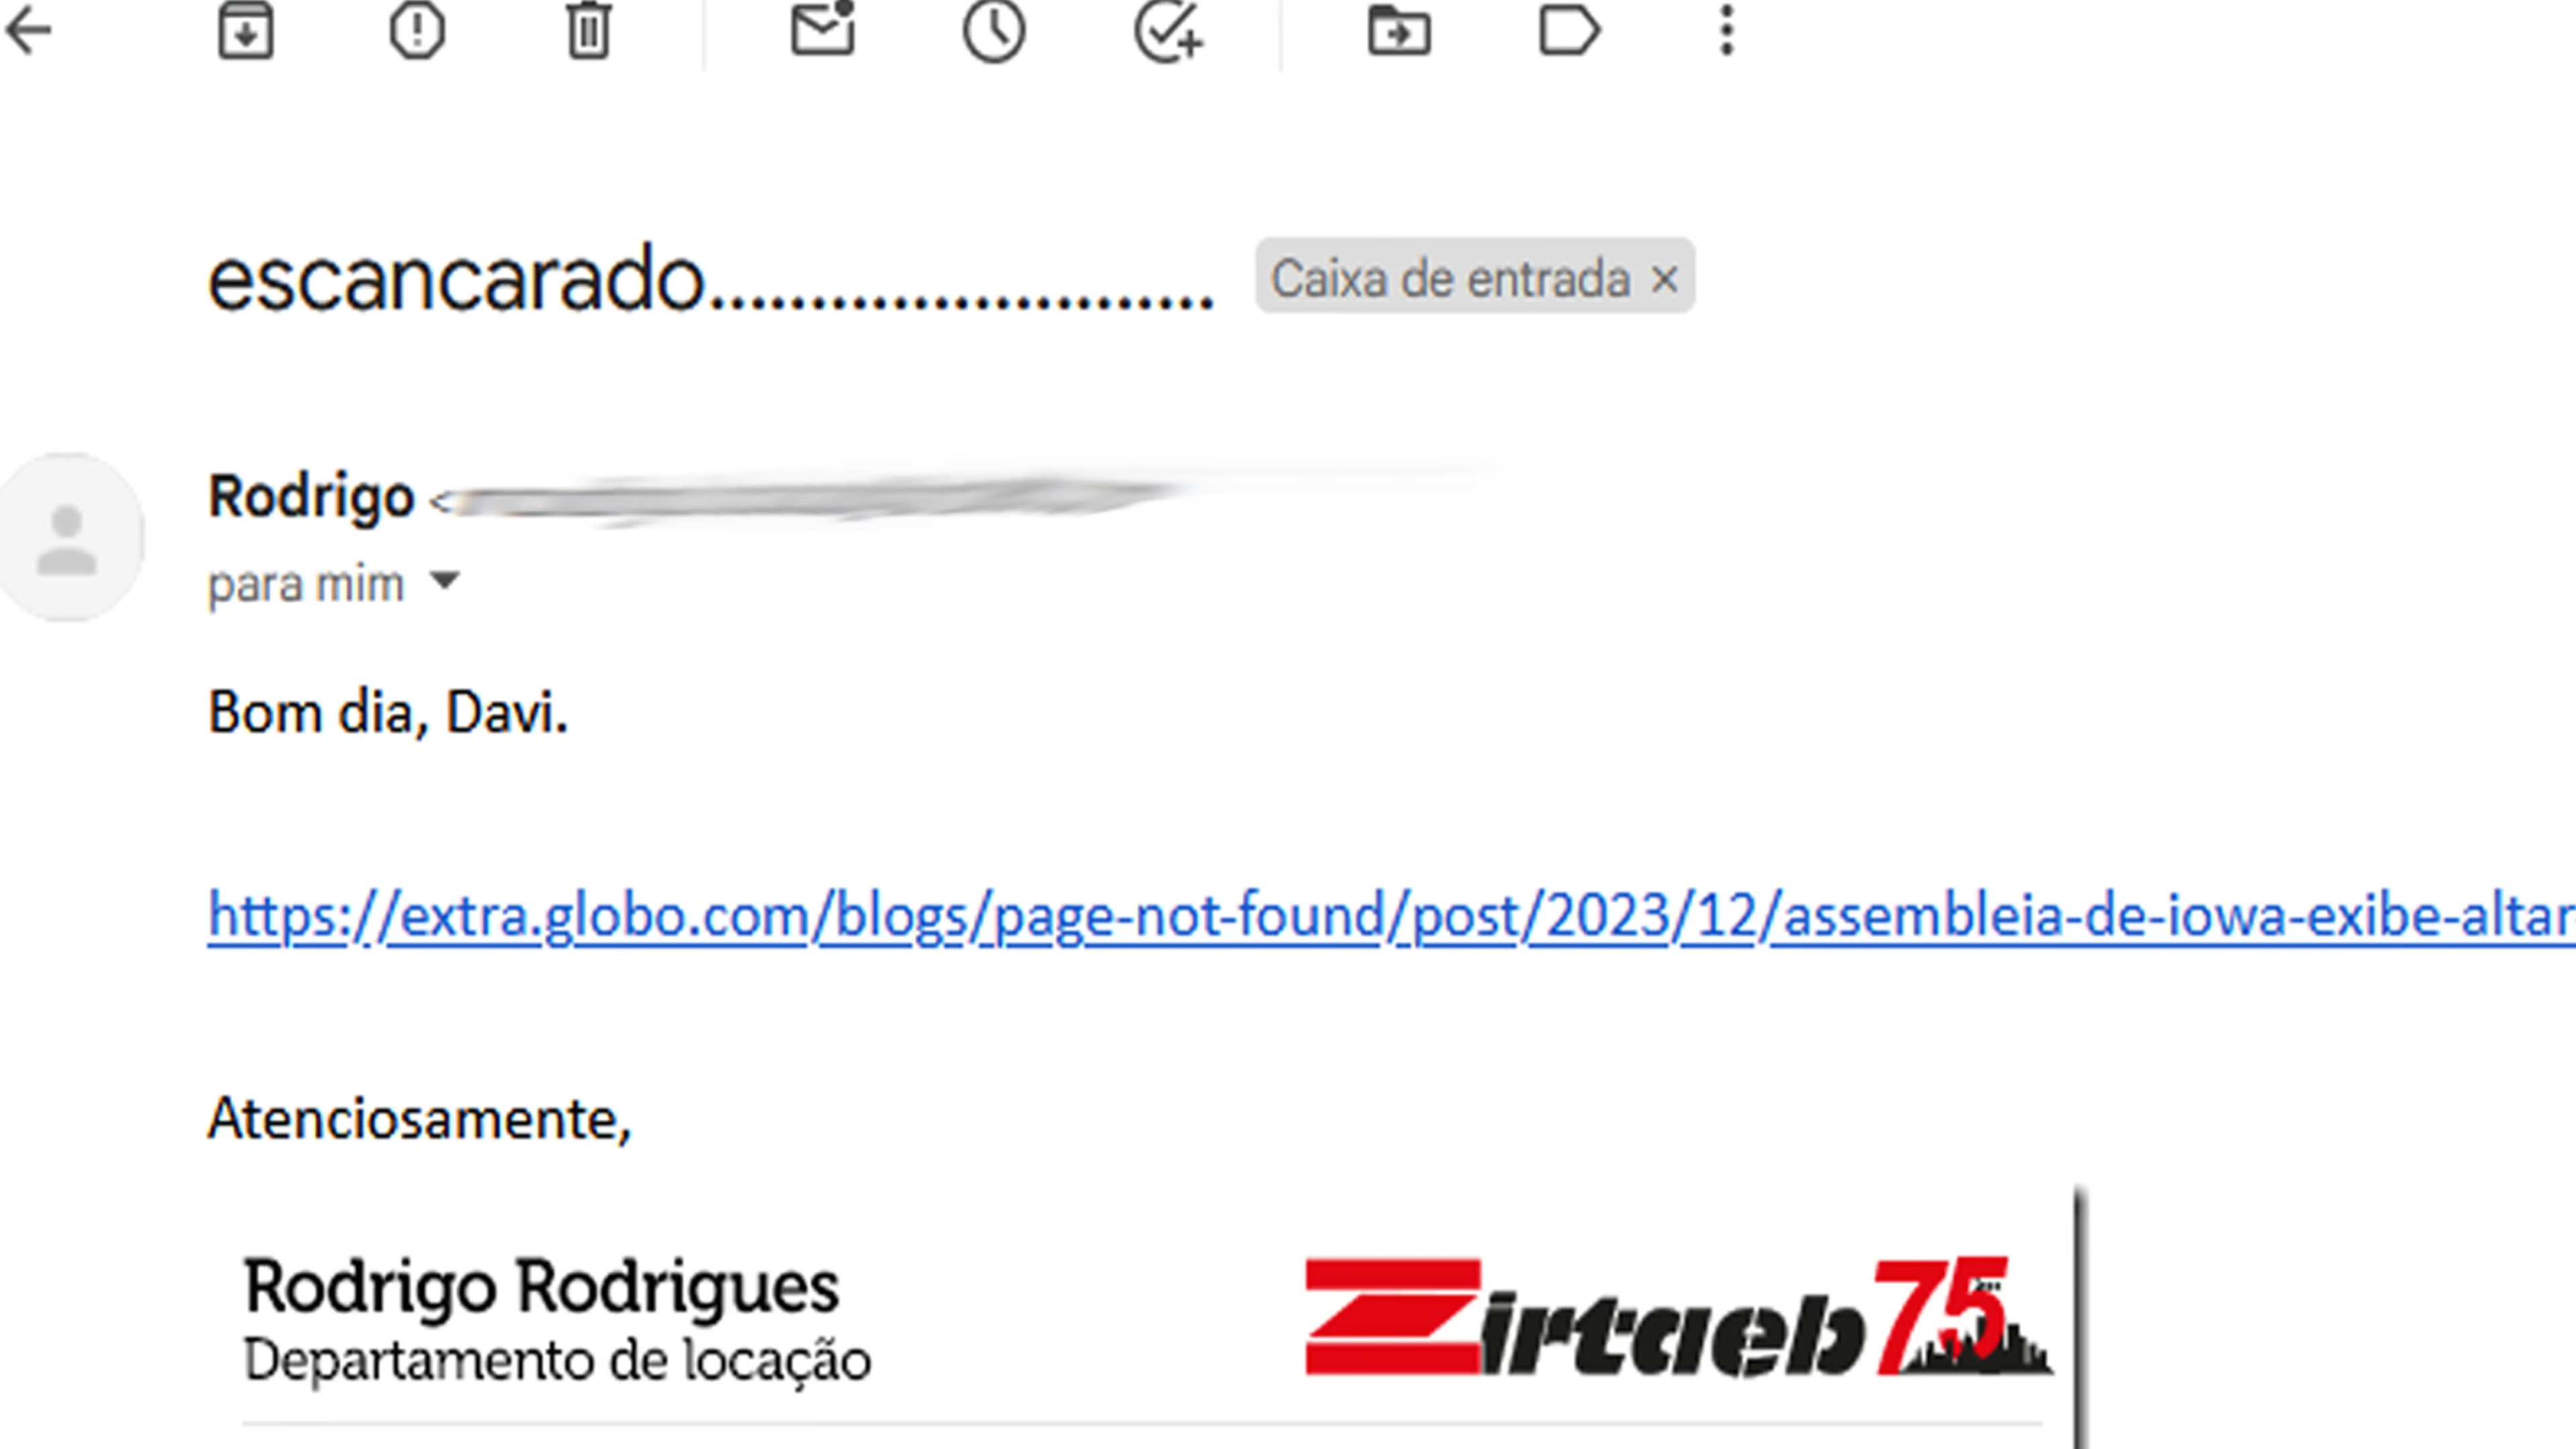 escancarado......................... Caixa de entrada ×
Rodrigo <
para mim
Bom dia, Davi.
https://extra.globo.com/blogs/page-not-found/post/2023/12/assembleia-de-iowa-exibe-altar
Atenciosamente,
Rodrigo Rodrigues
Departamento de locação
Zirtaeb 75